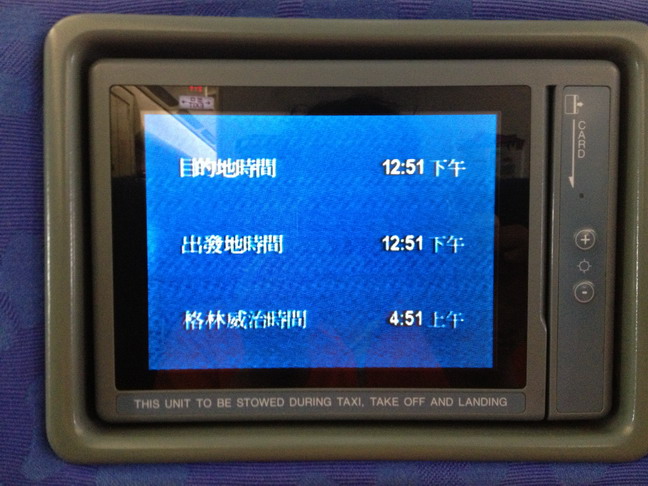 目的地時間 12:51 下午
出發地時間 12:51 下午
格林威治時間 4:51 上午
CARD
+
-
THIS UNIT TO BE STOWED DURING TAXI, TAKE OFF AND LANDING